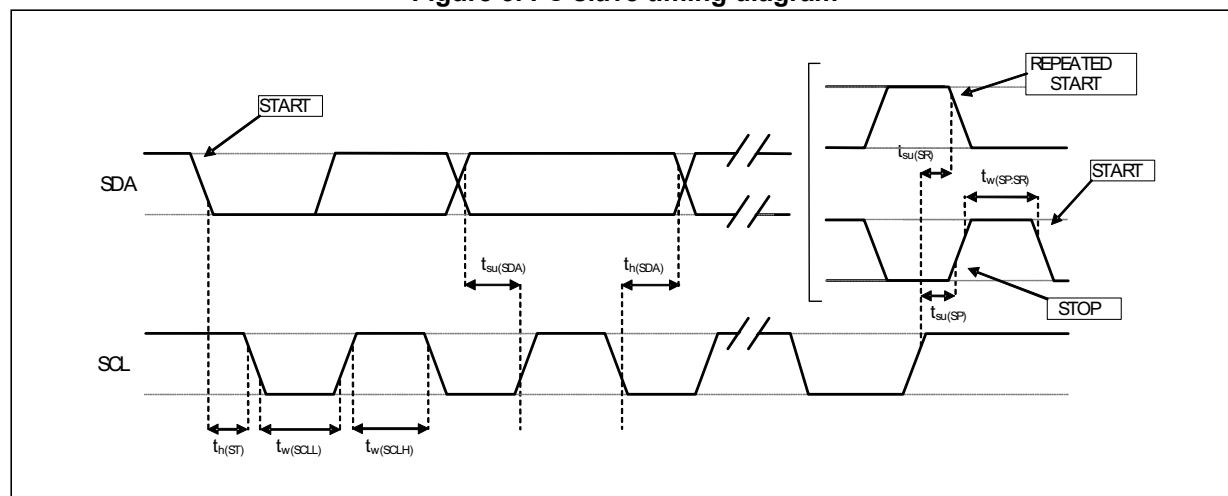 START
REPEATED
START
tsu(SR)
SDA
tw(SP:SR)
START
tsu(SDA)
th(SDA)
tsu(SP)
STOP
SCL
th(ST)
tw(SCLL)
tw(SCLH)